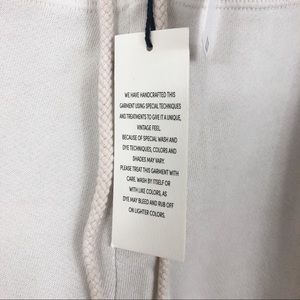 WE HAVE HANDCRAFTED THIS
GARMENT USING SPECIAL TECHNIQUES
AND TREATMENTS TO GIVE IT A UNIQUE,
VINTAGE FEEL.
BECAUSE OF SPECIAL WASH AND
DYE TECHNIQUES, COLORS AND
SHADES MAY VARY.
PLEASE TREAT THIS GARMENT WITH
CARE. WASH BY ITSELF OR
WITH LIKE COLORS, AS
DYE MAY BLEED AND RUB OFF
ON LIGHTER COLORS.